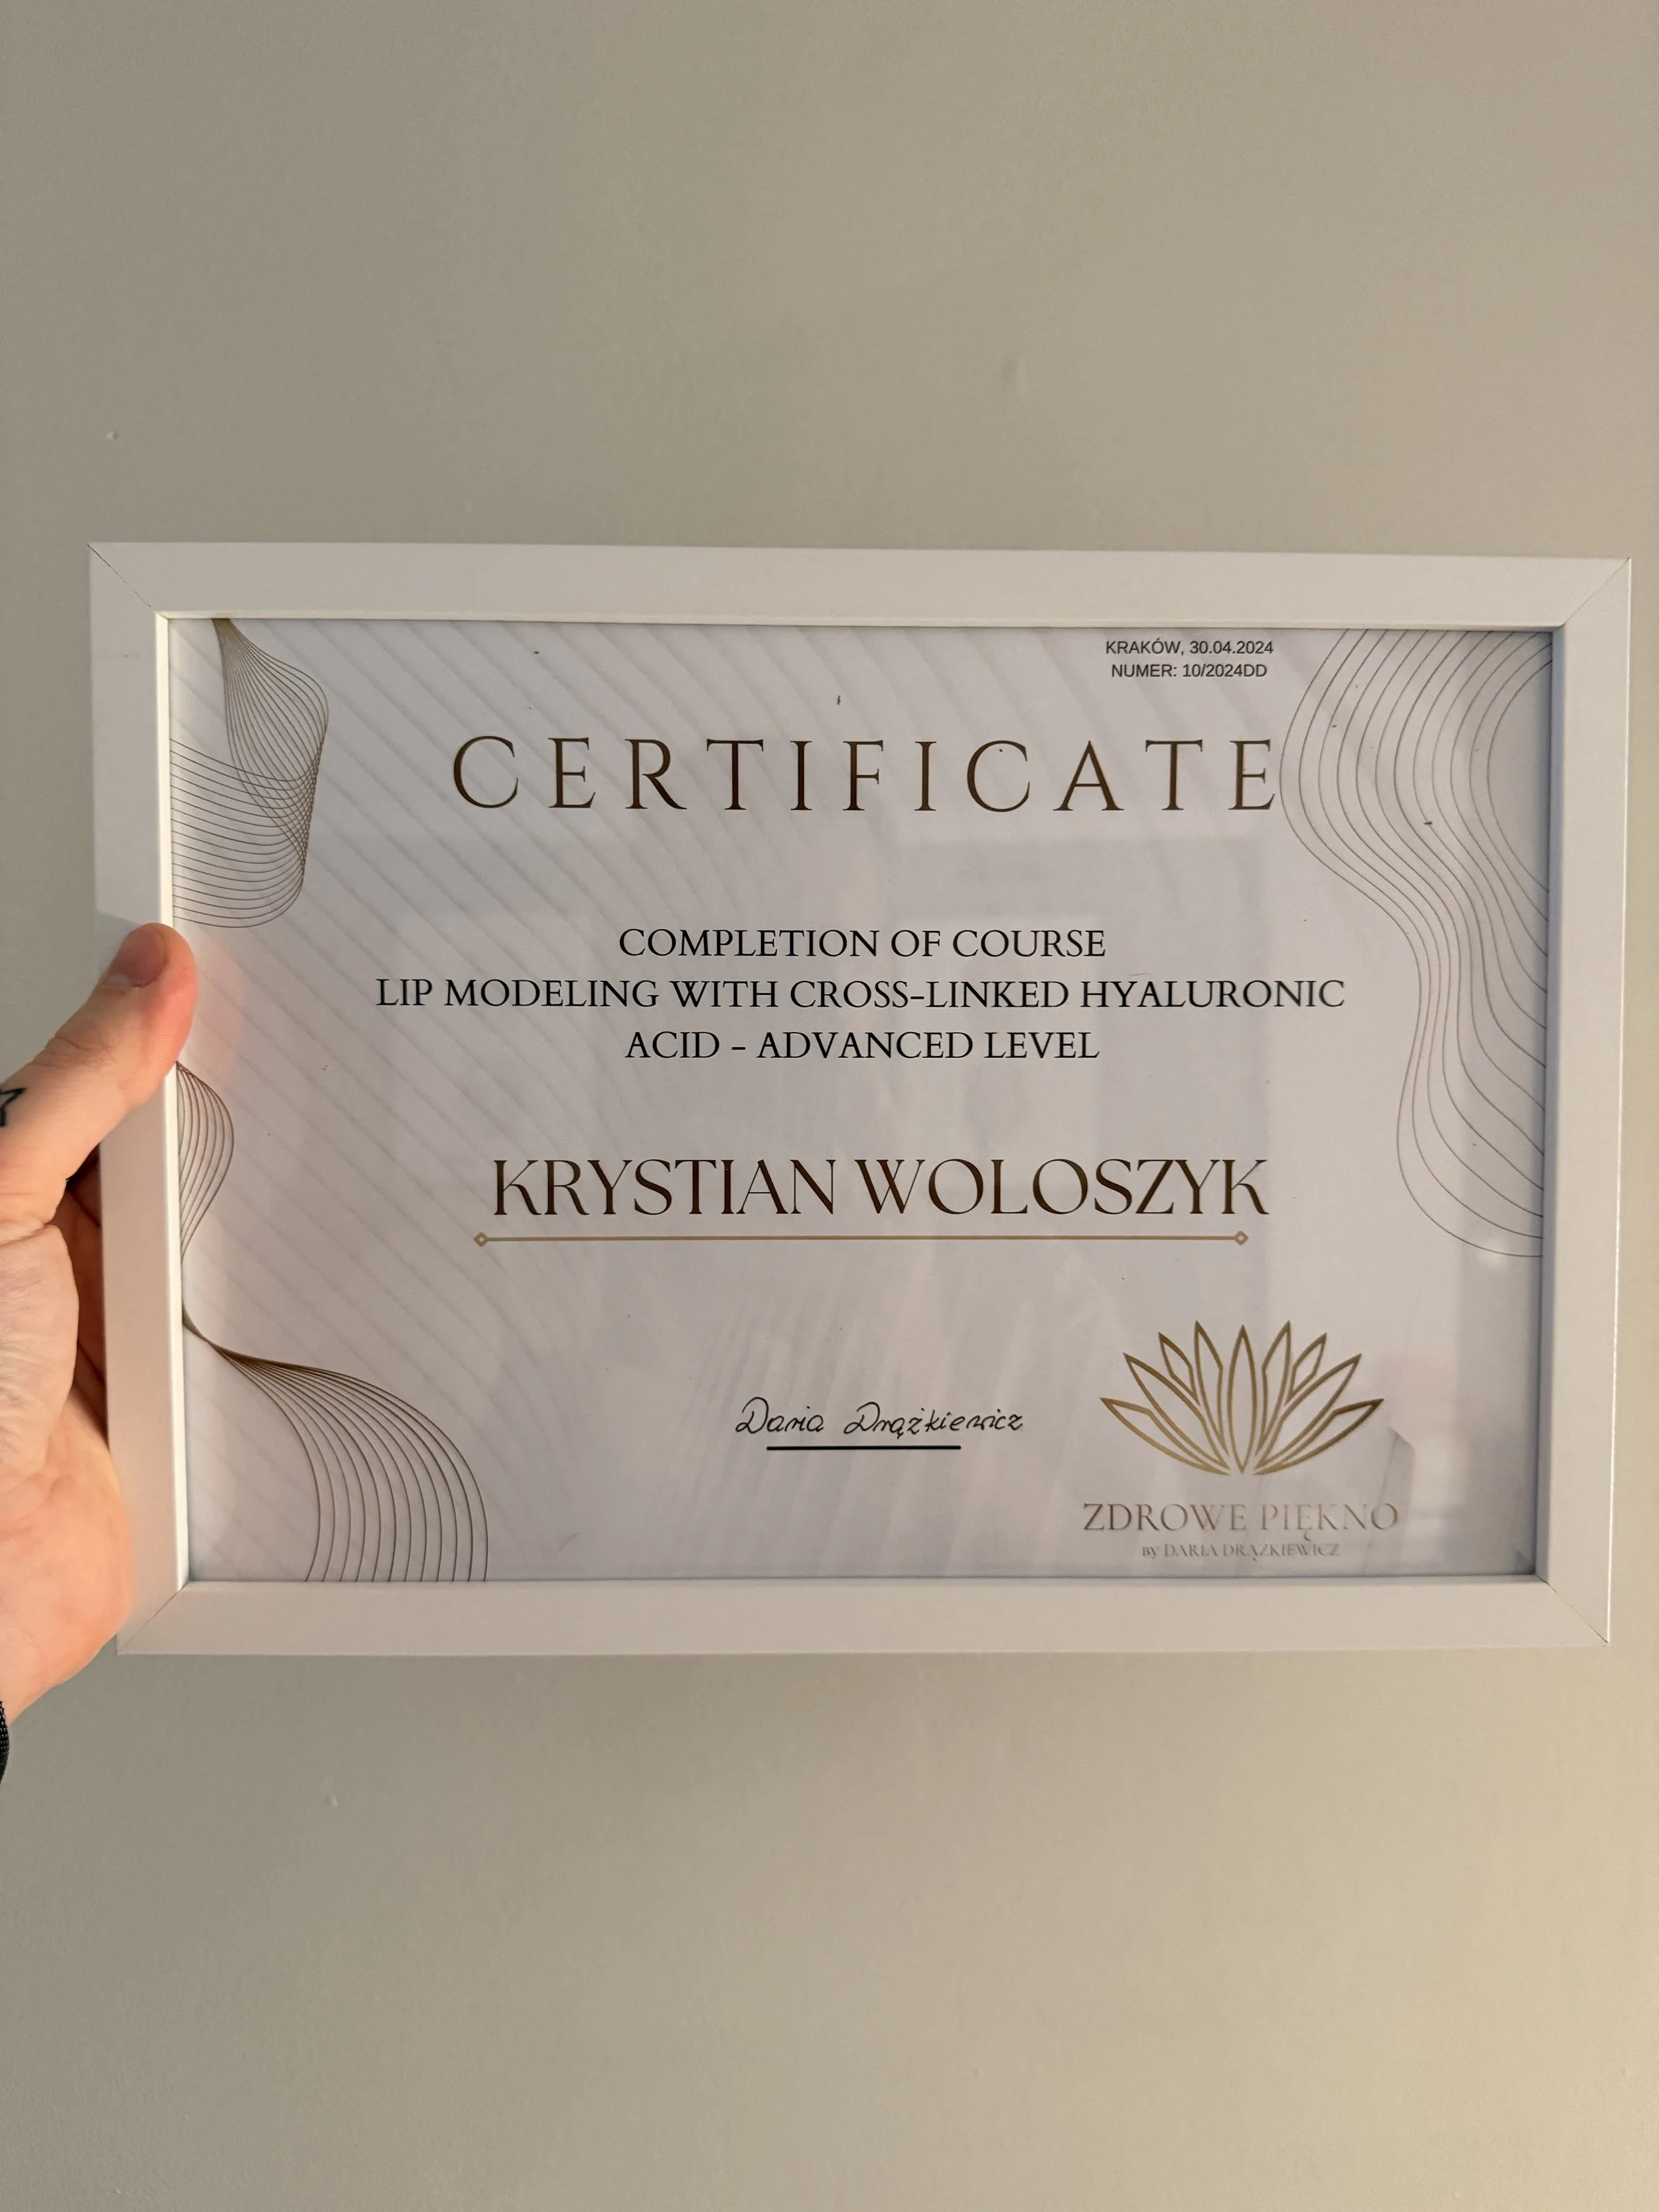 KRAKÓW, 30.04.2024
NUMER: 10/2024DD
CERTIFICATE
COMPLETION OF COURSE
LIP MODELING WITH CROSS-LINKED HYALURONIC
ACID - ADVANCED LEVEL
KRYSTIAN WOLOSZYK
Daria Drążkiewicz
ZDROWE PIĘKNO
By DARIA DRĄŻKIEWICZ